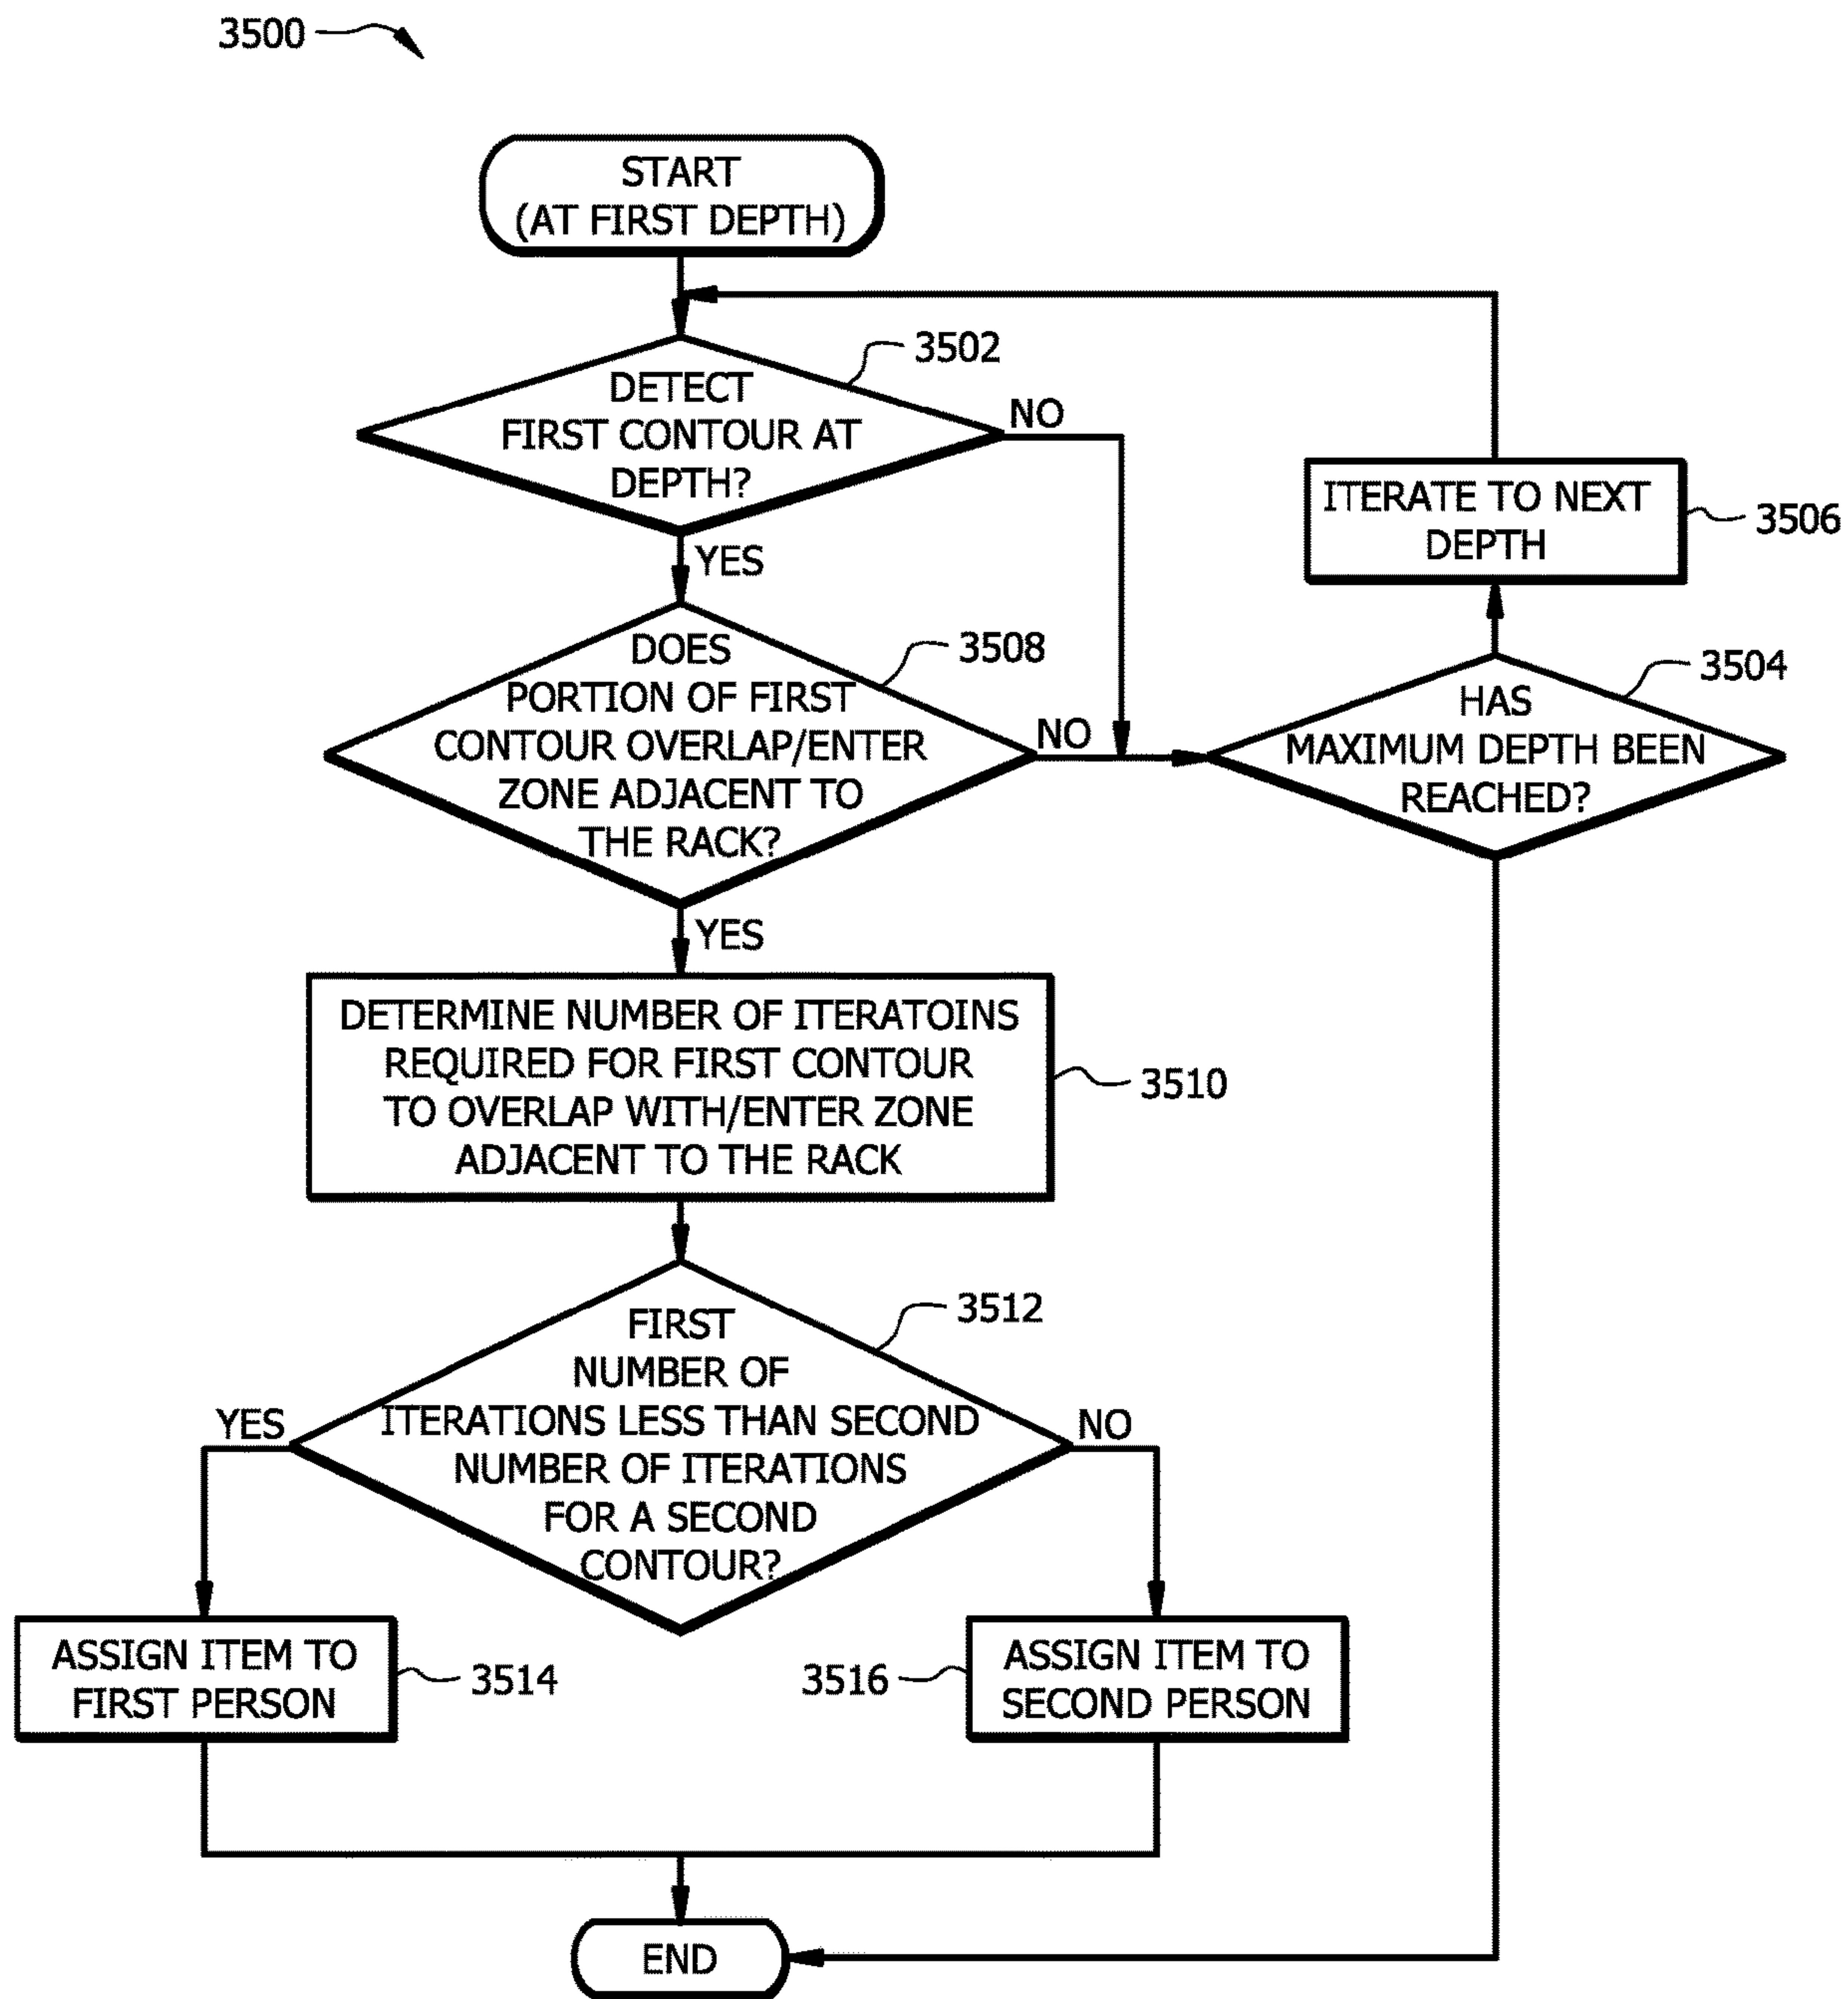 3500
START
(AT FIRST DEPTH)
3502
DETECT
FIRST CONTOUR AT
DEPTH?
NO
YES
ITERATE TO NEXT
DEPTH
3506
DOES
PORTION OF FIRST
CONTOUR OVERLAP/ENTER
ZONE ADJACENT TO
THE RACK?
3508
NO
YES
3504
HAS
MAXIMUM DEPTH BEEN
REACHED?
DETERMINE NUMBER OF ITERATOINS
REQUIRED FOR FIRST CONTOUR
TO OVERLAP WITH/ENTER ZONE
ADJACENT TO THE RACK
3510
3512
FIRST
NUMBER OF
ITERATIONS LESS THAN SECOND
NUMBER OF ITERATIONS
FOR A SECOND
CONTOUR?
YES
NO
ASSIGN ITEM TO
FIRST PERSON
3514
3516
ASSIGN ITEM TO
SECOND PERSON
END